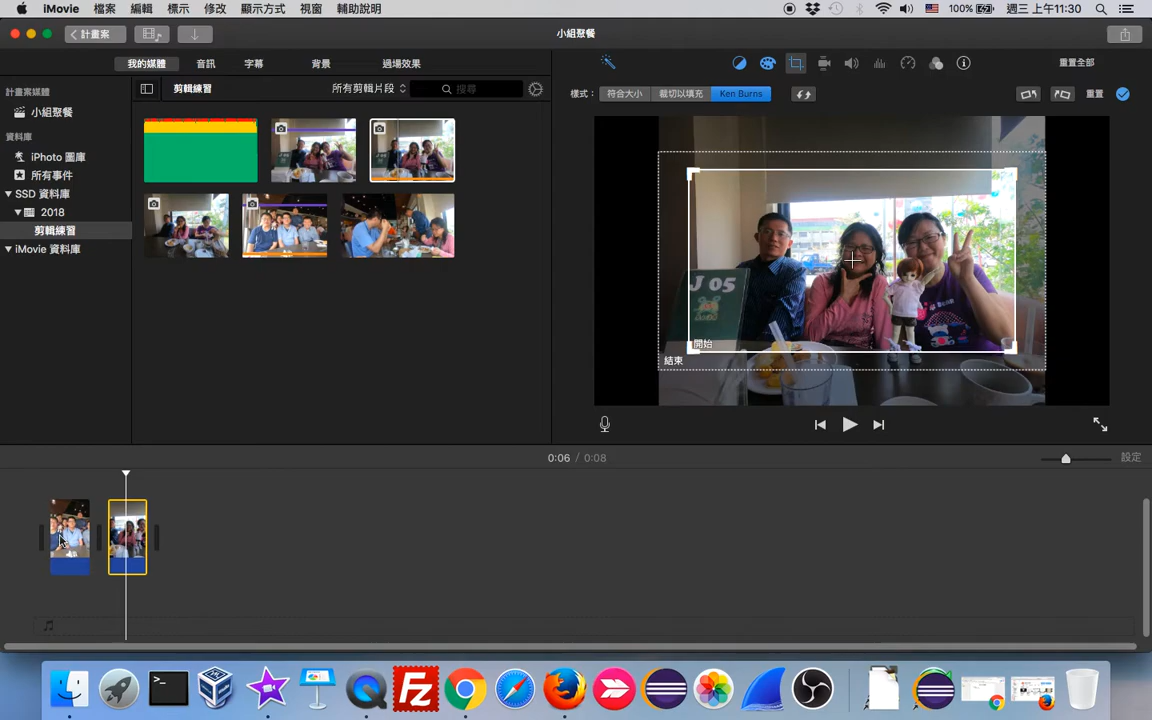 iMovie 檔案 編輯 標示 修改 顯示方式 視窗 輔助說明 100% 週三 上午11:30
計畫案 小組聚餐
我的媒體 音訊 字幕 背景 過場效果 重置全部
計畫案媒體
小組聚餐
資料庫
iPhoto 圖庫
所有事件
SSD 資料庫
2018
剪輯練習
iMovie 資料庫
剪輯練習 所有剪輯片段 搜尋
樣式： 符合大小 裁切以填充 Ken Burns 重置
J 05
開始
結束
0:06 / 0:08 設定
>_
Fz